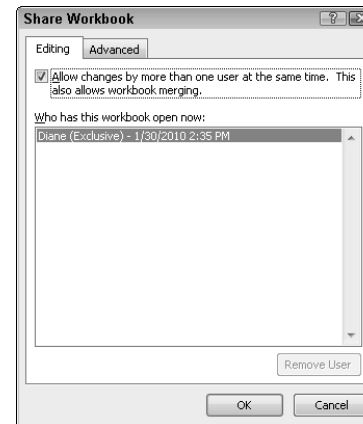 Share Workbook
Editing Advanced
Allow changes by more than one user at the same time. This
also allows workbook merging.
Who has this workbook open now:
Diane (Exclusive) - 1/30/2010 2:35 PM
Remove User
OK Cancel